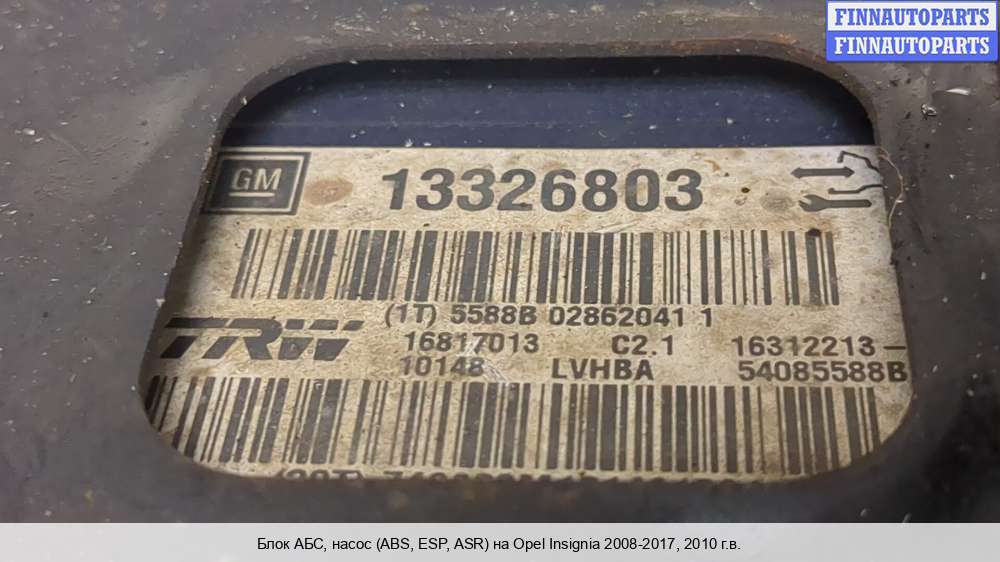 FINNAUTOPARTS
FINNAUTOPARTS
GM 13326803
(1T) 5588B 02862041 1
TRW 16817013 C2.1 16312213-
10148 LVHBA 54085588B
Блок АБС, насос (ABS, ESP, ASR) на Opel Insignia 2008-2017, 2010 г.в.